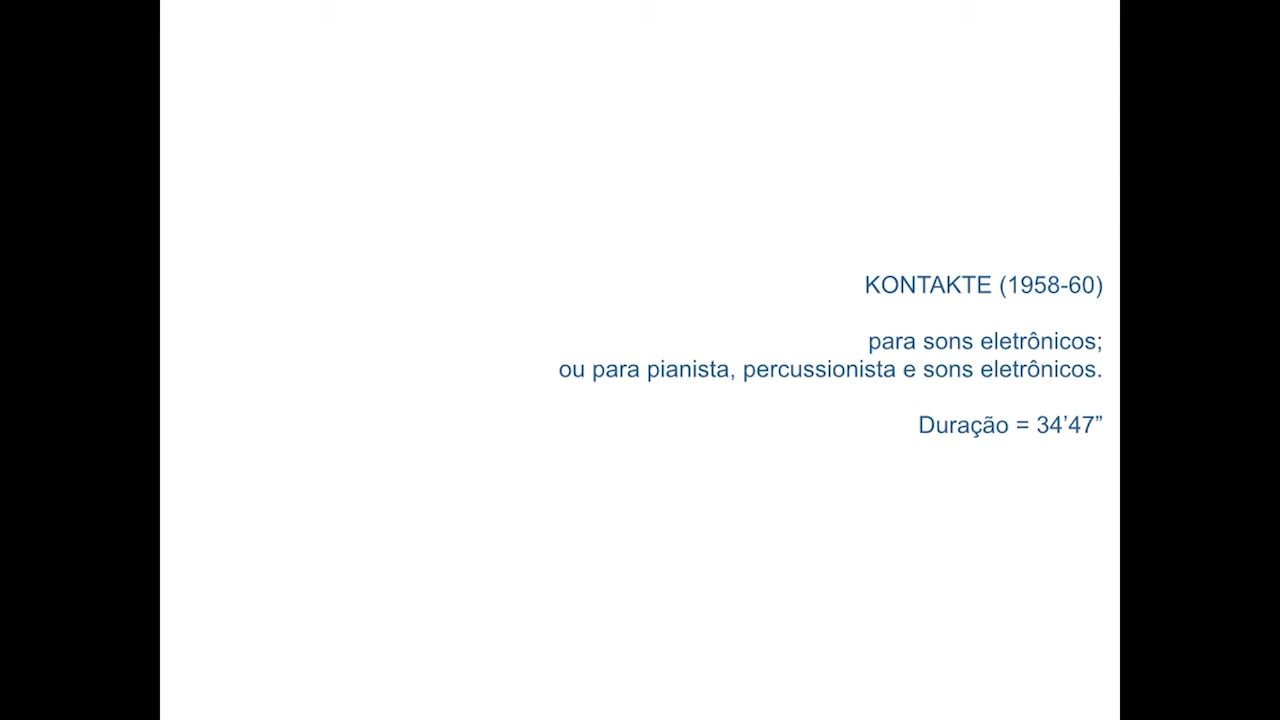 KONTAKTE (1958-60)
para sons eletrônicos;
ou para pianista, percussionista e sons eletrônicos.
Duração = 34’47”